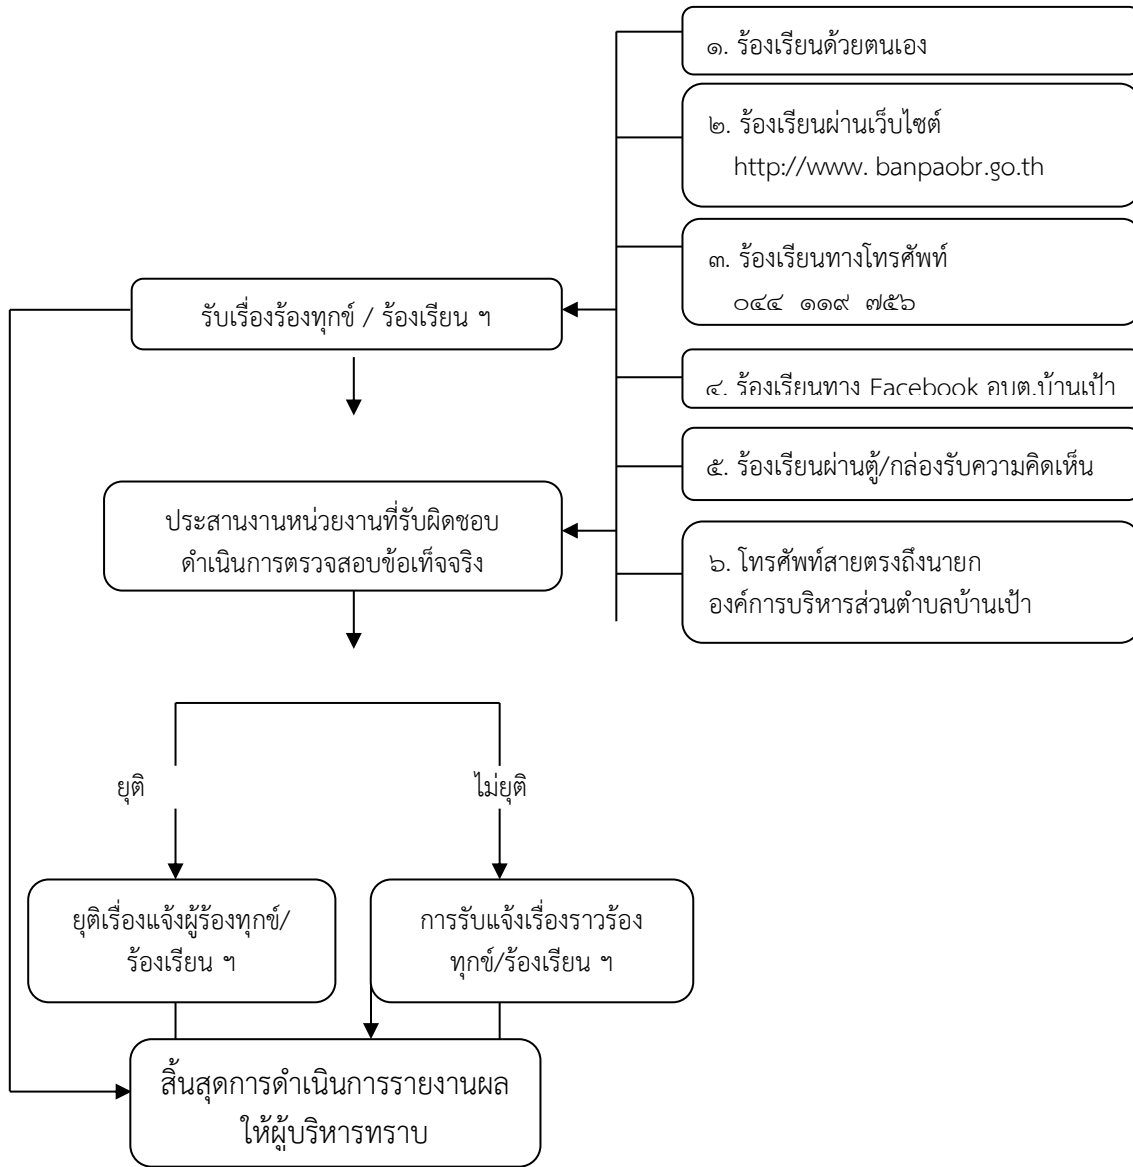 ๑. ร้องเรียนด้วยตนเอง
๒. ร้องเรียนผ่านเว็บไซต์
http://www. banpaobr.go.th
๓. ร้องเรียนทางโทรศัพท์
๐๔๔ ๑๑๙ ๗๕๖
๔. ร้องเรียนทาง Facebook อบต.บ้านเป้า
๕. ร้องเรียนผ่านตู้/กล่องรับความคิดเห็น
๖. โทรศัพท์สายตรงถึงนายก
องค์การบริหารส่วนตำบลบ้านเป้า
รับเรื่องร้องทุกข์ / ร้องเรียน ฯ
ประสานงานหน่วยงานที่รับผิดชอบ
ดำเนินการตรวจสอบข้อเท็จจริง
ยุติ
ไม่ยุติ
ยุติเรื่องแจ้งผู้ร้องทุกข์/
ร้องเรียน ฯ
การรับแจ้งเรื่องราวร้อง
ทุกข์/ร้องเรียน ฯ
สิ้นสุดการดำเนินการรายงานผล
ให้ผู้บริหารทราบ